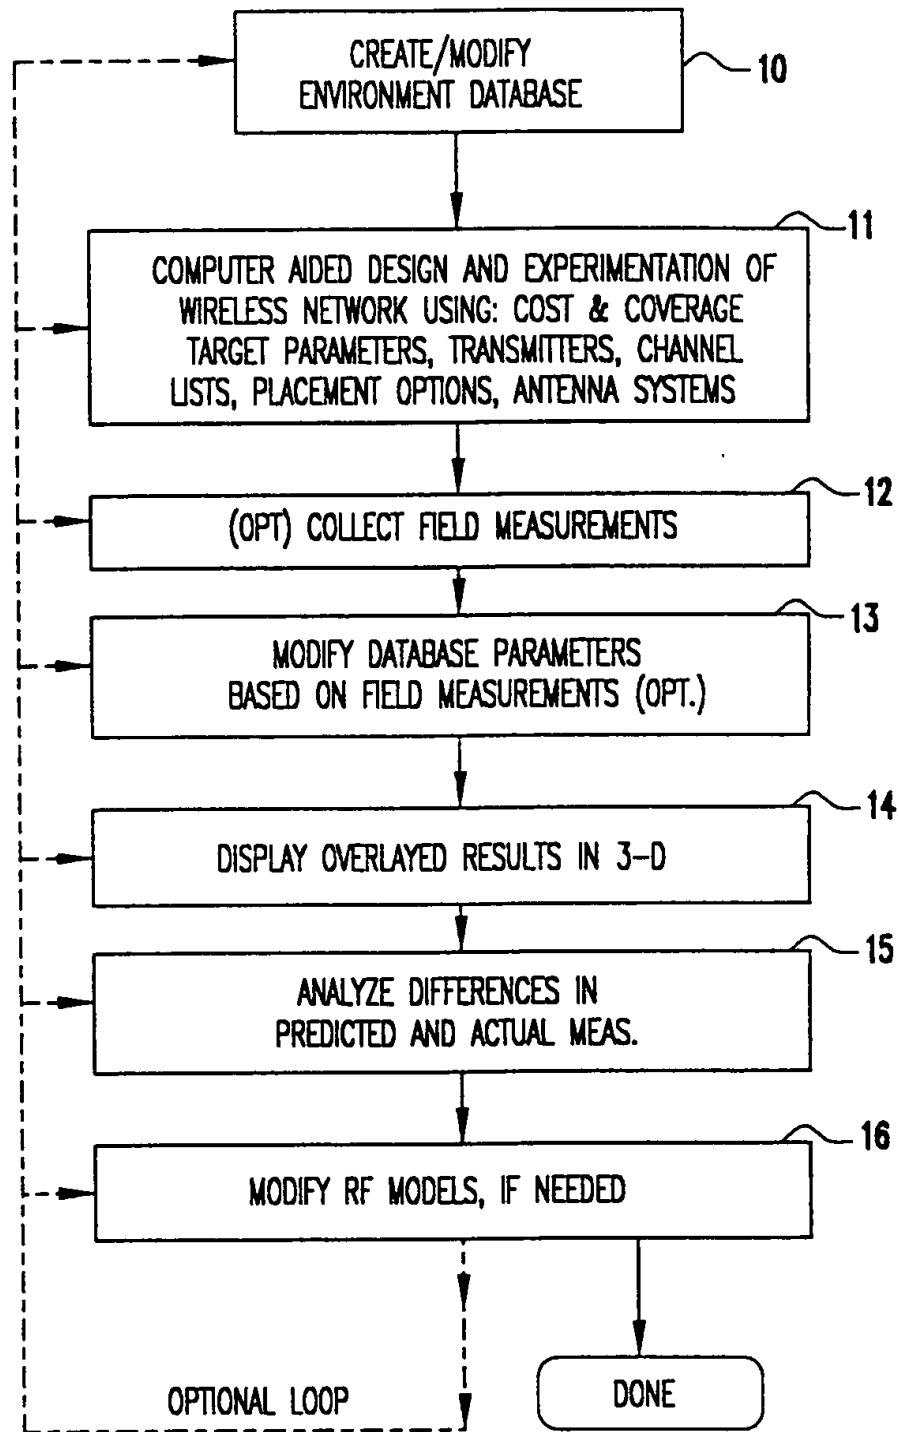 CREATE/MODIFY
ENVIRONMENT DATABASE
10
11
COMPUTER AIDED DESIGN AND EXPERIMENTATION OF
WIRELESS NETWORK USING: COST & COVERAGE
TARGET PARAMETERS, TRANSMITTERS, CHANNEL
LISTS, PLACEMENT OPTIONS, ANTENNA SYSTEMS
12
(OPT) COLLECT FIELD MEASUREMENTS
13
MODIFY DATABASE PARAMETERS
BASED ON FIELD MEASUREMENTS (OPT.)
14
DISPLAY OVERLAYED RESULTS IN 3-D
15
ANALYZE DIFFERENCES IN
PREDICTED AND ACTUAL MEAS.
16
MODIFY RF MODELS, IF NEEDED
OPTIONAL LOOP
DONE